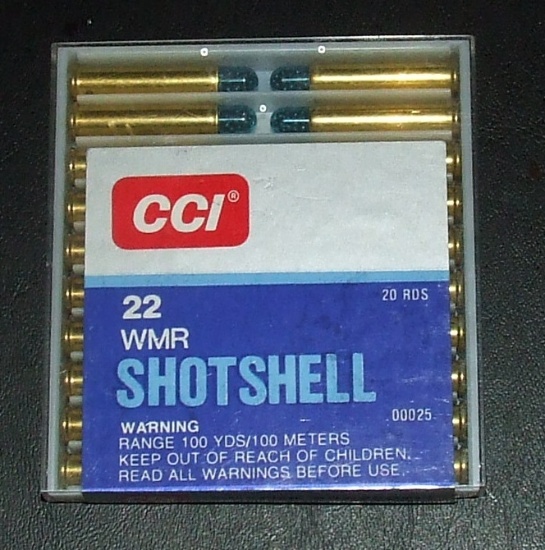 CCI®
22
20 RDS
WMR
SHOTSHELL
00025
WARNING
RANGE 100 YDS/100 METERS
KEEP OUT OF REACH OF CHILDREN.
READ ALL WARNINGS BEFORE USE.